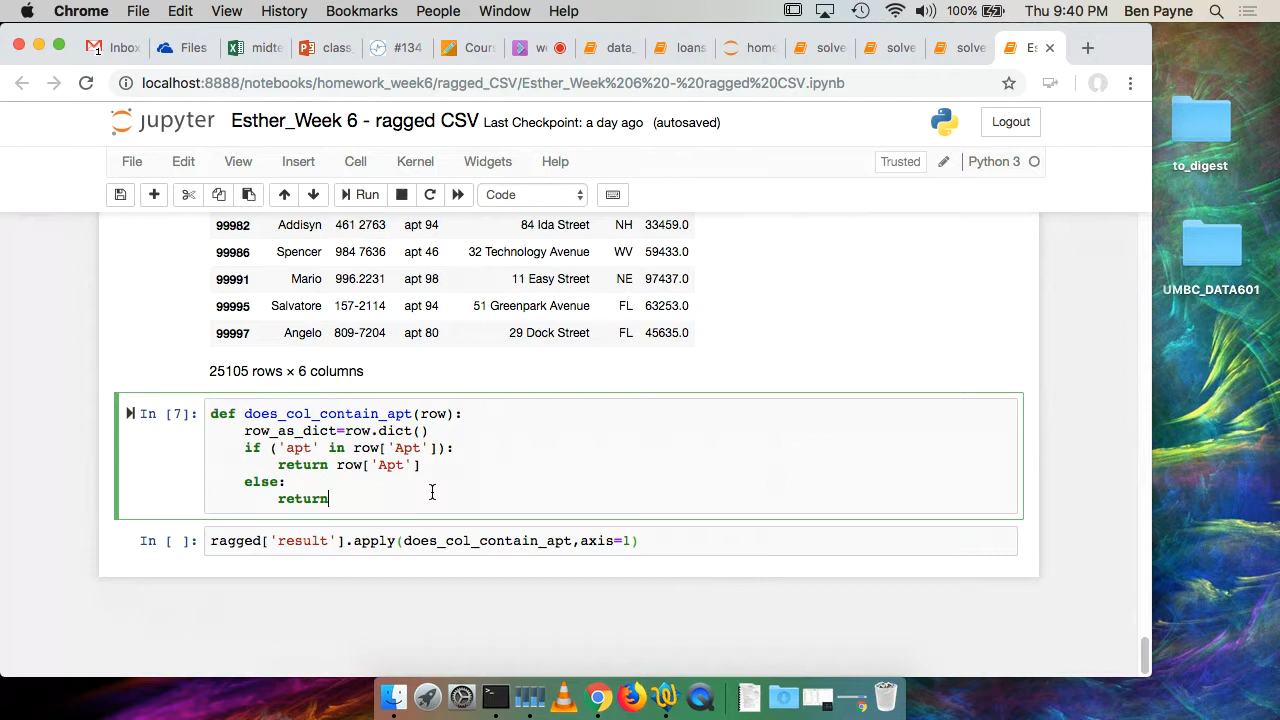 Chrome File Edit View History Bookmarks People Window Help 100% Thu 9:40 PM Ben Payne
Inbo Files midte class_ #134 Cour we data_ loans home solve solve solve Es
localhost:8888/notebooks/homework_week6/ragged_CSV/Esther_Week%206%20-%20ragged%20CSV.ipynb
jupyter Esther_Week 6 - ragged CSV Last Checkpoint: a day ago (autosaved) Logout
File Edit View Insert Cell Kernel Widgets Help Trusted Python 3
Run Code
99982 Addisyn 461 2763 apt 94 84 Ida Street NH 33459.0
99986 Spencer 984 7636 apt 46 32 Technology Avenue WV 59433.0
99991 Mario 996.2231 apt 98 11 Easy Street NE 97437.0
99995 Salvatore 157-2114 apt 94 51 Greenpark Avenue FL 63253.0
99997 Angelo 809-7204 apt 80 29 Dock Street FL 45635.0
25105 rows × 6 columns
In [7]: def does_col_contain_apt(row):
row_as_dict=row.dict()
if ('apt' in row['Apt']):
return row['Apt']
else:
return
In [ ]: ragged['result'].apply(does_col_contain_apt,axis=1)
to_digest
UMBC_DATA601